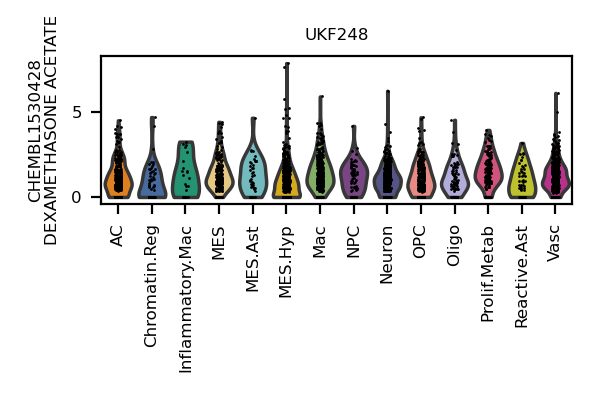 UKF248
CHEMBL1530428
DEXAMETHASONE ACETATE
5
0
AC
Chromatin.Reg
Inflammatory.Mac
MES
MES.Ast
MES.Hyp
Mac
NPC
Neuron
OPC
Oligo
Prolif.Metab
Reactive.Ast
Vasc